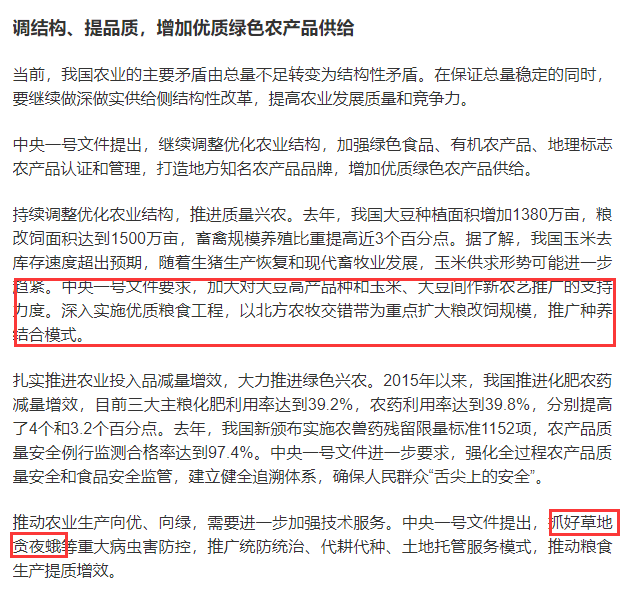 调结构、提品质，增加优质绿色农产品供给
当前，我国农业的主要矛盾由总量不足转变为结构性矛盾。在保证总量稳定的同时，
要继续做深做实供给侧结构性改革，提高农业发展质量和竞争力。
中央一号文件提出，继续调整优化农业结构，加强绿色食品、有机农产品、地理标志
农产品认证和管理，打造地方知名农产品品牌，增加优质绿色农产品供给。
持续调整优化农业结构，推进质量兴农。去年，我国大豆种植面积增加1380万亩，粮
改饲面积达到1500万亩，畜禽规模养殖比重提高近3个百分点。据了解，我国玉米去
库存速度超出预期，随着生猪生产恢复和现代畜牧业发展，玉米供求形势可能进一步
趋紧。中央一号文件要求，加大对大豆高产品种和玉米、大豆间作新农艺推广的支持
力度。深入实施优质粮食工程，以北方农牧交错带为重点扩大粮改饲规模，推广种养
结合模式。
扎实推进农业投入品减量增效，大力推进绿色兴农。2015年以来，我国推进化肥农药
减量增效，目前三大主粮化肥利用率达到39.2%，农药利用率达到39.8%，分别提高
了4个和3.2个百分点。去年，我国新颁布实施农兽药残留限量标准1152项，农产品质
量安全例行监测合格率达到97.4%。中央一号文件进一步要求，强化全过程农产品质
量安全和食品安全监管，建立健全追溯体系，确保人民群众“舌尖上的安全”。
推动农业生产向优、向绿，需要进一步加强技术服务。中央一号文件提出，抓好草地
贪夜蛾等重大病虫害防控，推广统防统治、代耕代种、土地托管服务模式，推动粮食
生产提质增效。